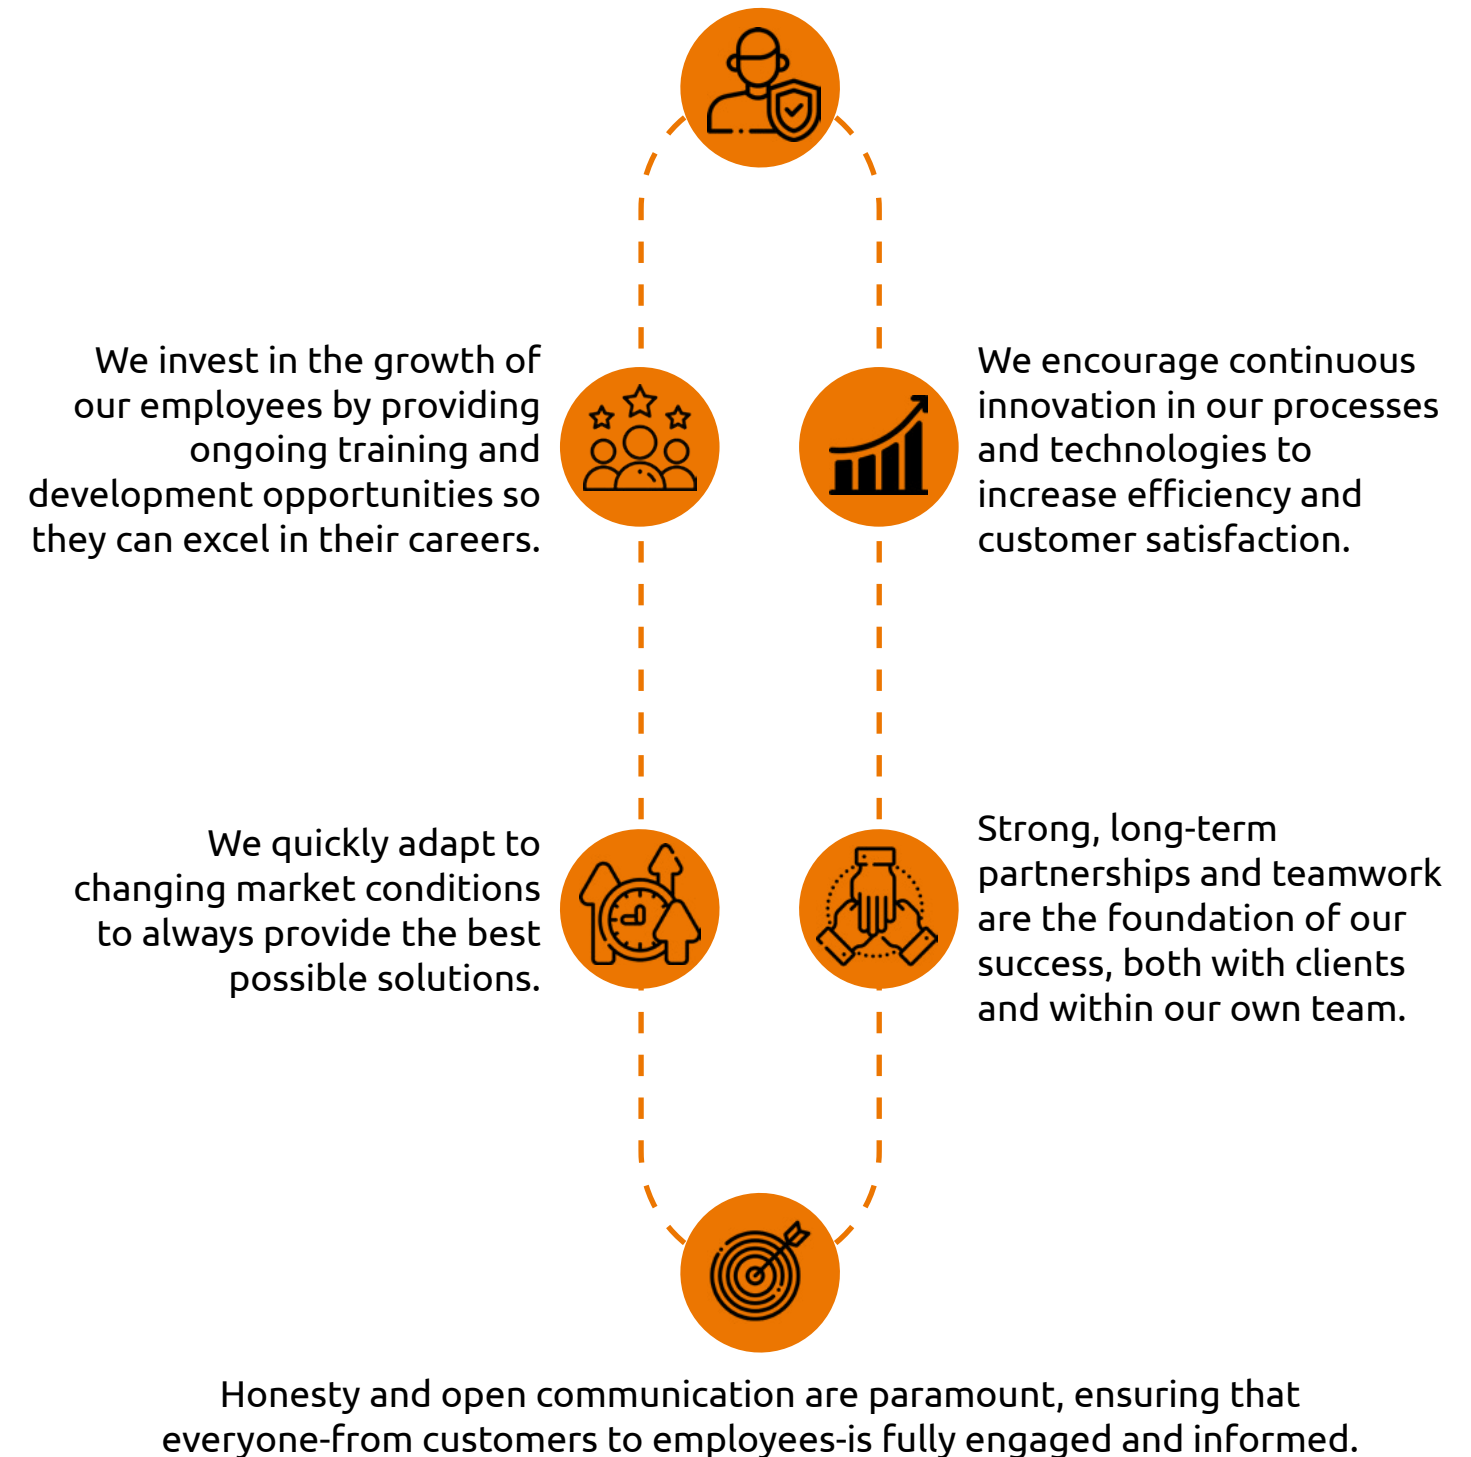 We invest in the growth of
our employees by providing
ongoing training and
development opportunities so
they can excel in their careers.
We encourage continuous
innovation in our processes
and technologies to
increase efficiency and
customer satisfaction.
We quickly adapt to
changing market conditions
to always provide the best
possible solutions.
Strong, long-term
partnerships and teamwork
are the foundation of our
success, both with clients
and within our own team.
Honesty and open communication are paramount, ensuring that
everyone-from customers to employees-is fully engaged and informed.